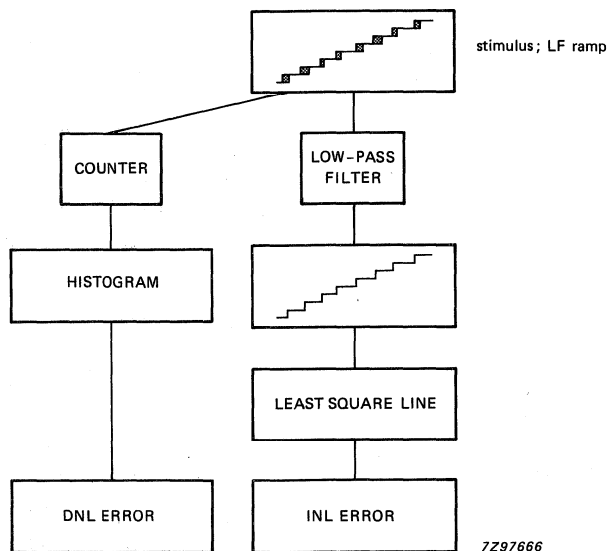 stimulus; LF ramp
COUNTER
LOW-PASS
FILTER
HISTOGRAM
LEAST SQUARE LINE
DNL ERROR
INL ERROR
7Z97666